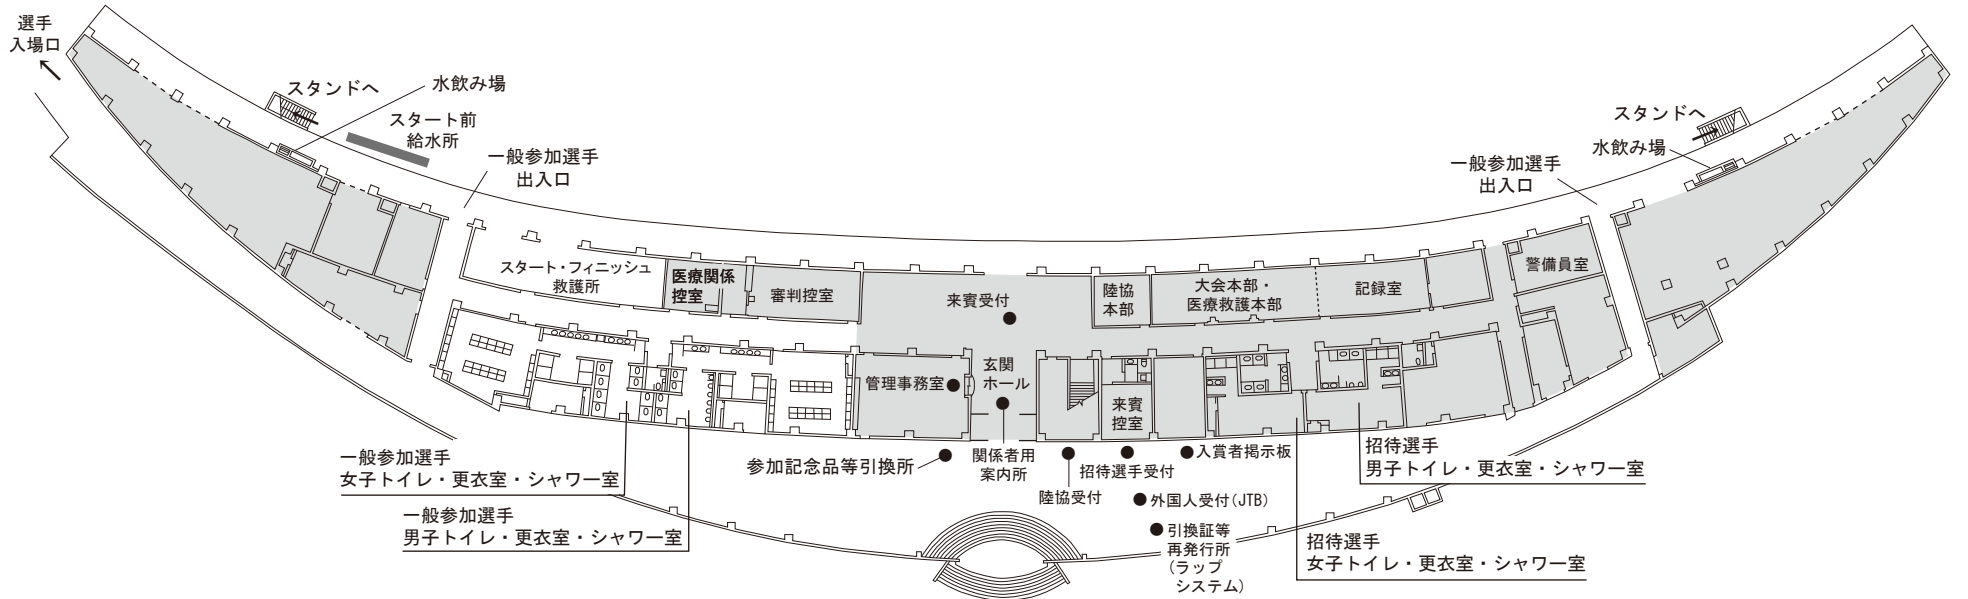 選手
入場口
スタンドへ
水飲み場
スタート前
給水所
一般参加選手
出入口
スタンドへ
水飲み場
一般参加選手
出入口
スタート・フィニッシュ
救護所
医療関係
控室
審判控室
来賓受付
陸協
本部
大会本部・
医療救護本部
記録室
警備員室
管理事務室
玄関
ホール
来賓
控室
一般参加選手
女子トイレ・更衣室・シャワー室
一般参加選手
男子トイレ・更衣室・シャワー室
参加記念品等引換所
関係者用
案内所
陸協受付
招待選手受付
入賞者掲示板
外国人受付(JTB)
引換証等
再発行所
(ラップ
システム)
招待選手
男子トイレ・更衣室・シャワー室
招待選手
女子トイレ・更衣室・シャワー室